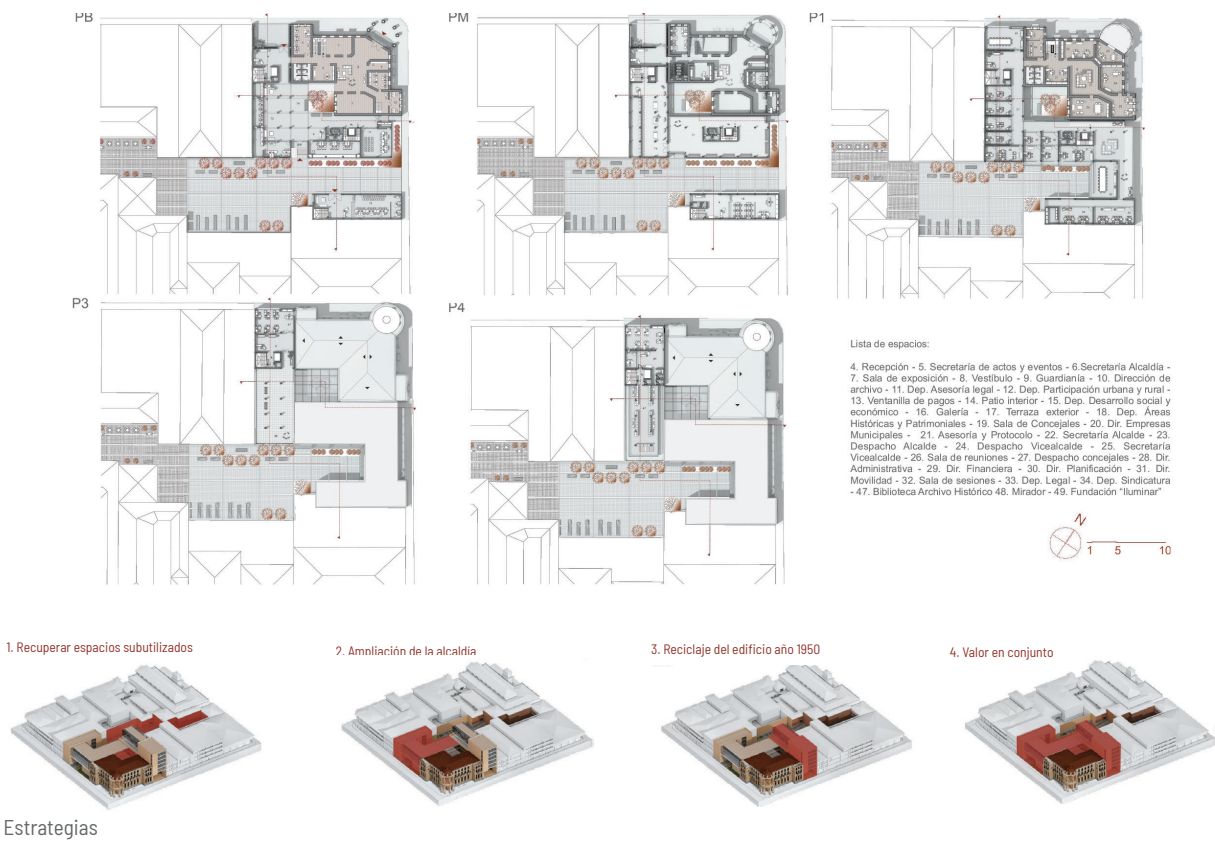 PB
PM
P1
P3
P4
Lista de espacios:
4. Recepción - 5. Secretaría de actos y eventos - 6.Secretaría Alcaldía -
7. Sala de exposición - 8. Vestíbulo - 9. Guardianía - 10. Dirección de
archivo - 11. Dep. Asesoría legal - 12. Dep. Participación urbana y rural -
13. Ventanilla de pagos - 14. Patio interior - 15. Dep. Desarrollo social y
económico - 16. Galería - 17. Terraza exterior - 18. Dep. Áreas
Históricas y Patrimoniales - 19. Sala de Concejales - 20. Dir. Empresas
Municipales - 21. Asesoría y Protocolo - 22. Secretaría Alcalde - 23.
Despacho Alcalde - 24. Despacho Vicealcalde - 25. Secretaría
Vicealcalde - 26. Sala de reuniones - 27. Despacho concejales - 28. Dir.
Administrativa - 29. Dir. Financiera - 30. Dir. Planificación - 31. Dir.
Movilidad - 32. Sala de sesiones - 33. Dep. Legal - 34. Dep. Sindicatura
- 47. Biblioteca Archivo Histórico 48. Mirador - 49. Fundación “Iluminar”
N
1 5 10
1. Recuperar espacios subutilizados
2. Ampliación de la alcaldía
3. Reciclaje del edificio año 1950
4. Valor en conjunto
Estrategias